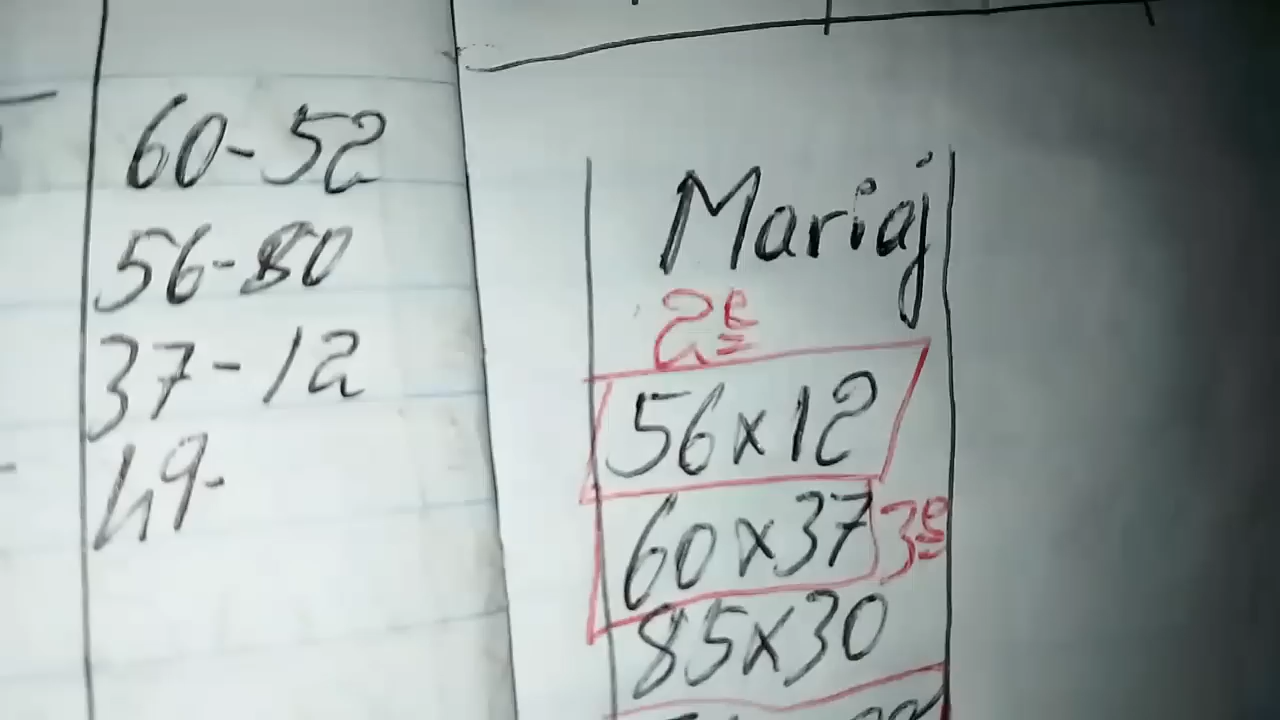 60-52
56-80
37-12
49-
Mariaj
2e
56x12
60x37 3e
85x30